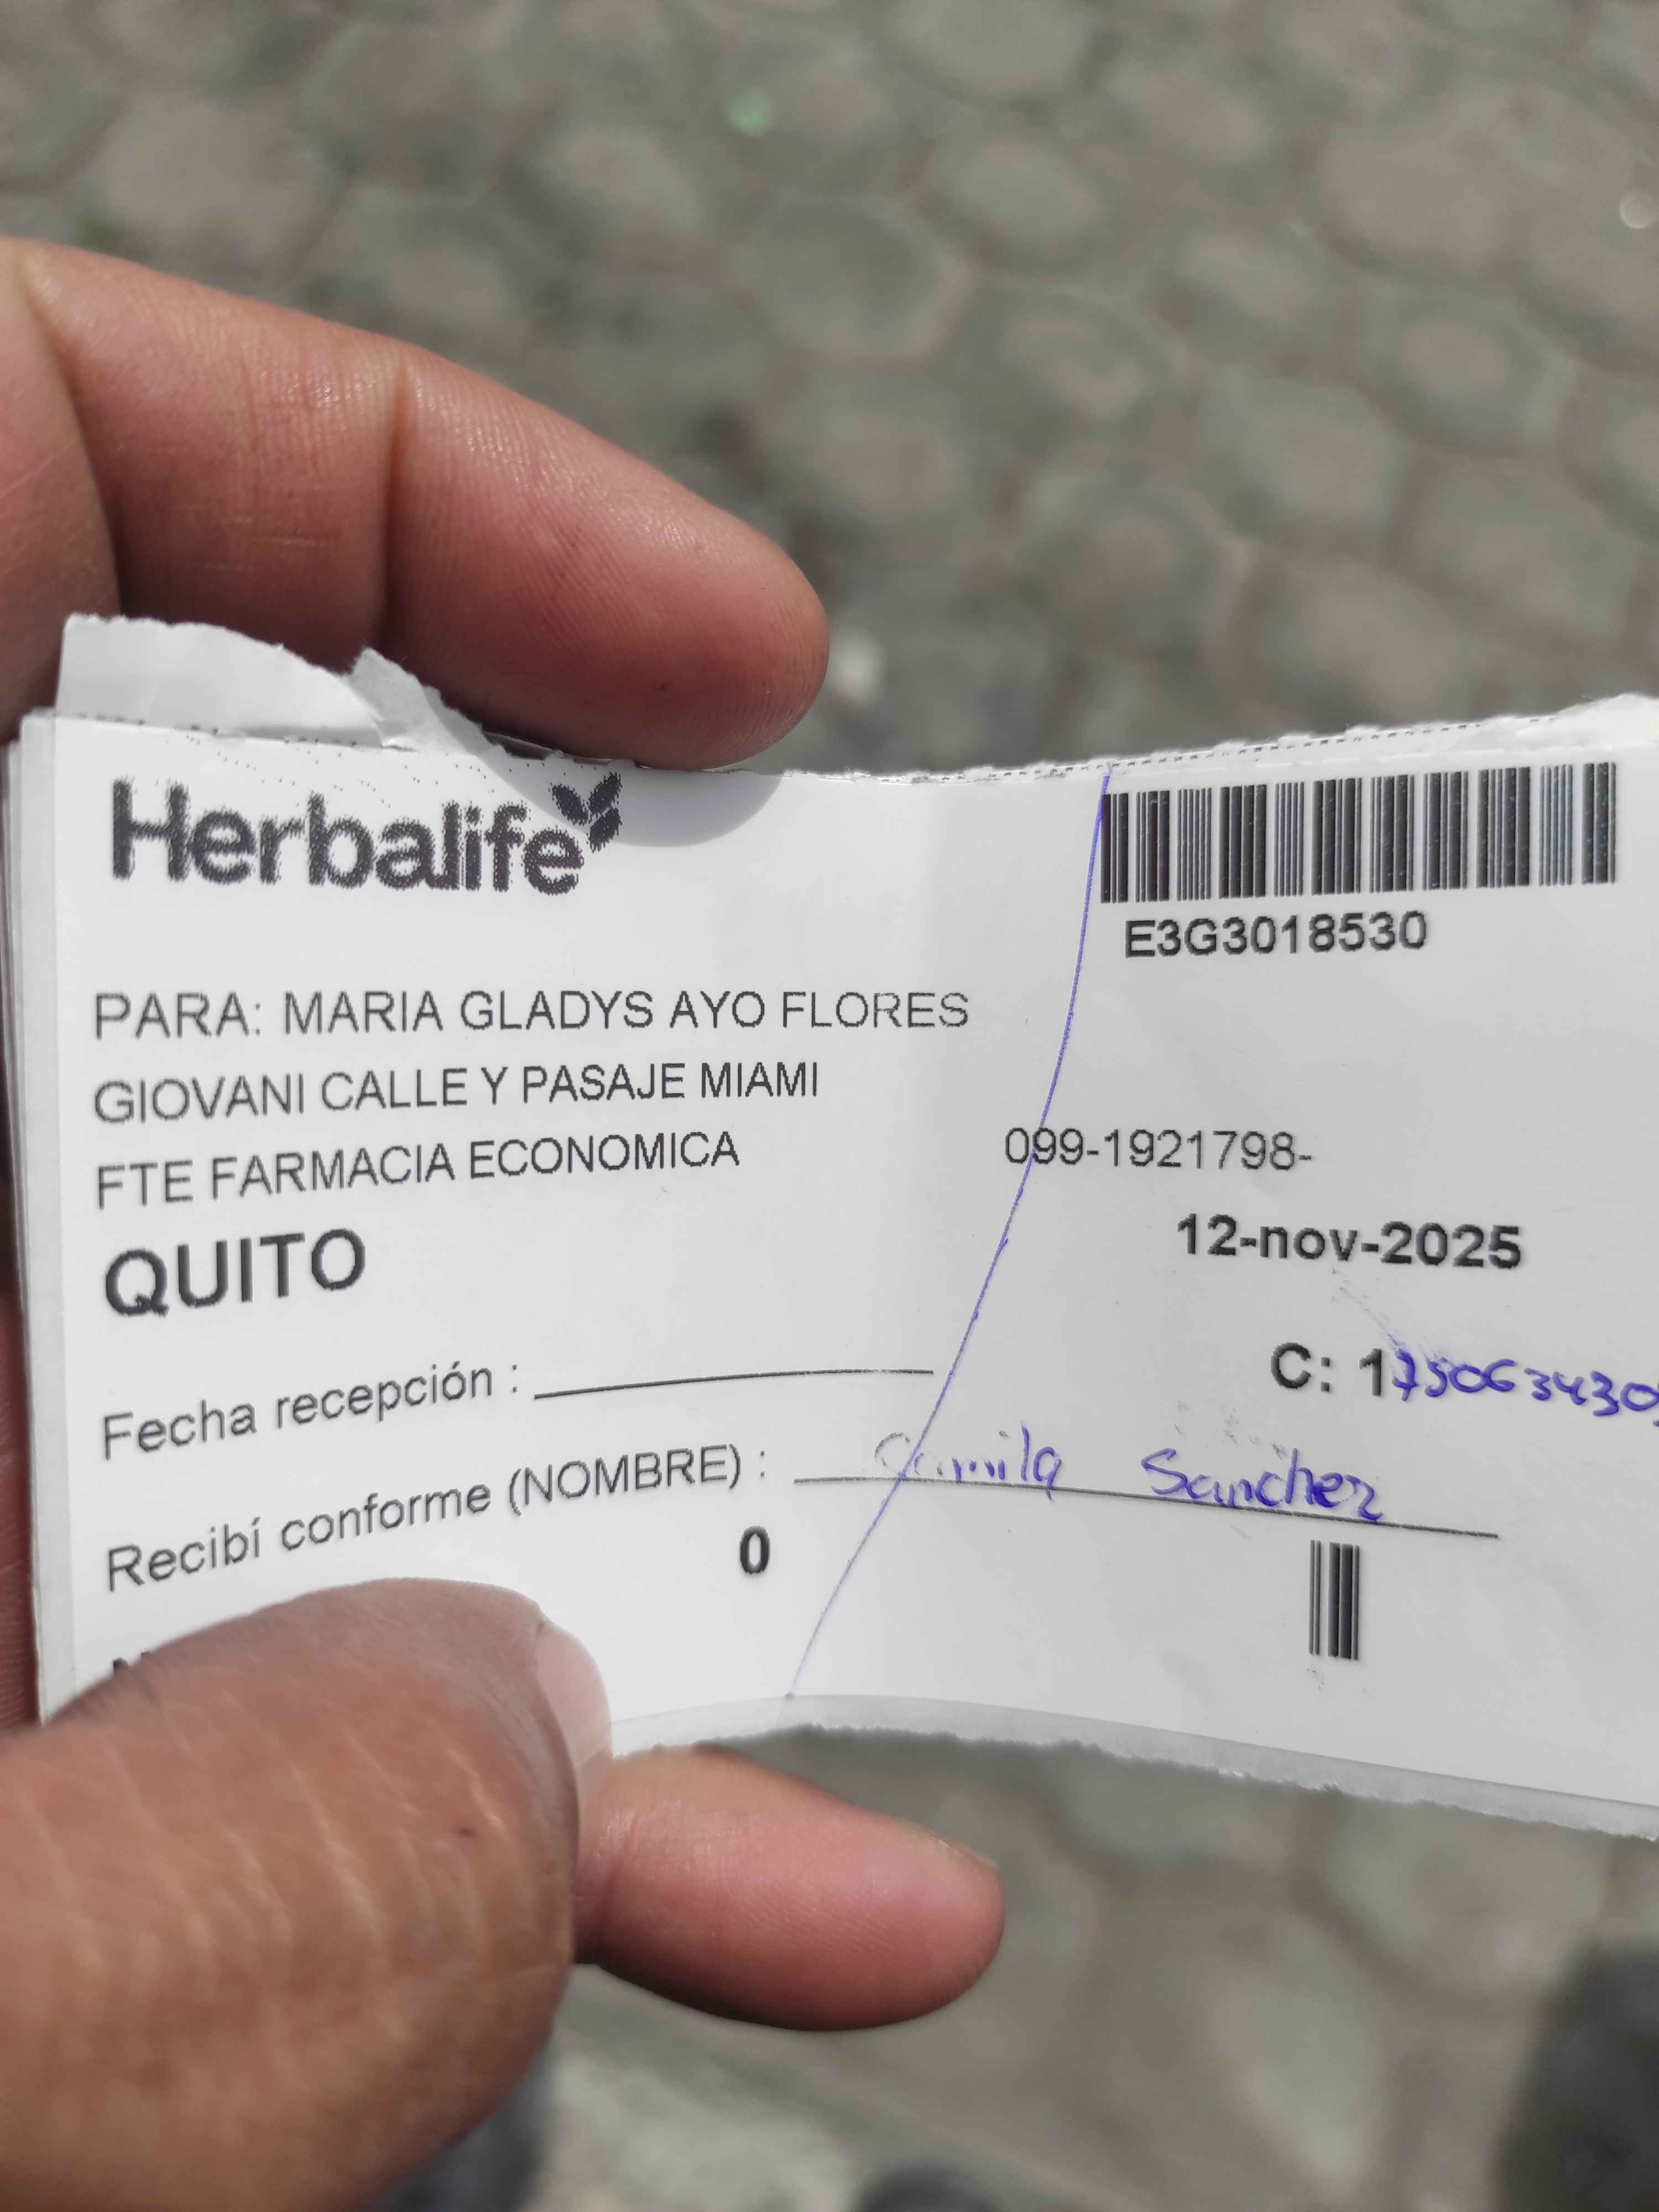 Herbalife
E3G3018530
PARA: MARIA GLADYS AYO FLORES
GIOVANI CALLE Y PASAJE MIAMI
FTE FARMACIA ECONOMICA
099-1921798-
QUITO
12-nov-2025
C: 1750634305
Fecha recepción :
Recibí conforme (NOMBRE) : Camila Sanchez
0